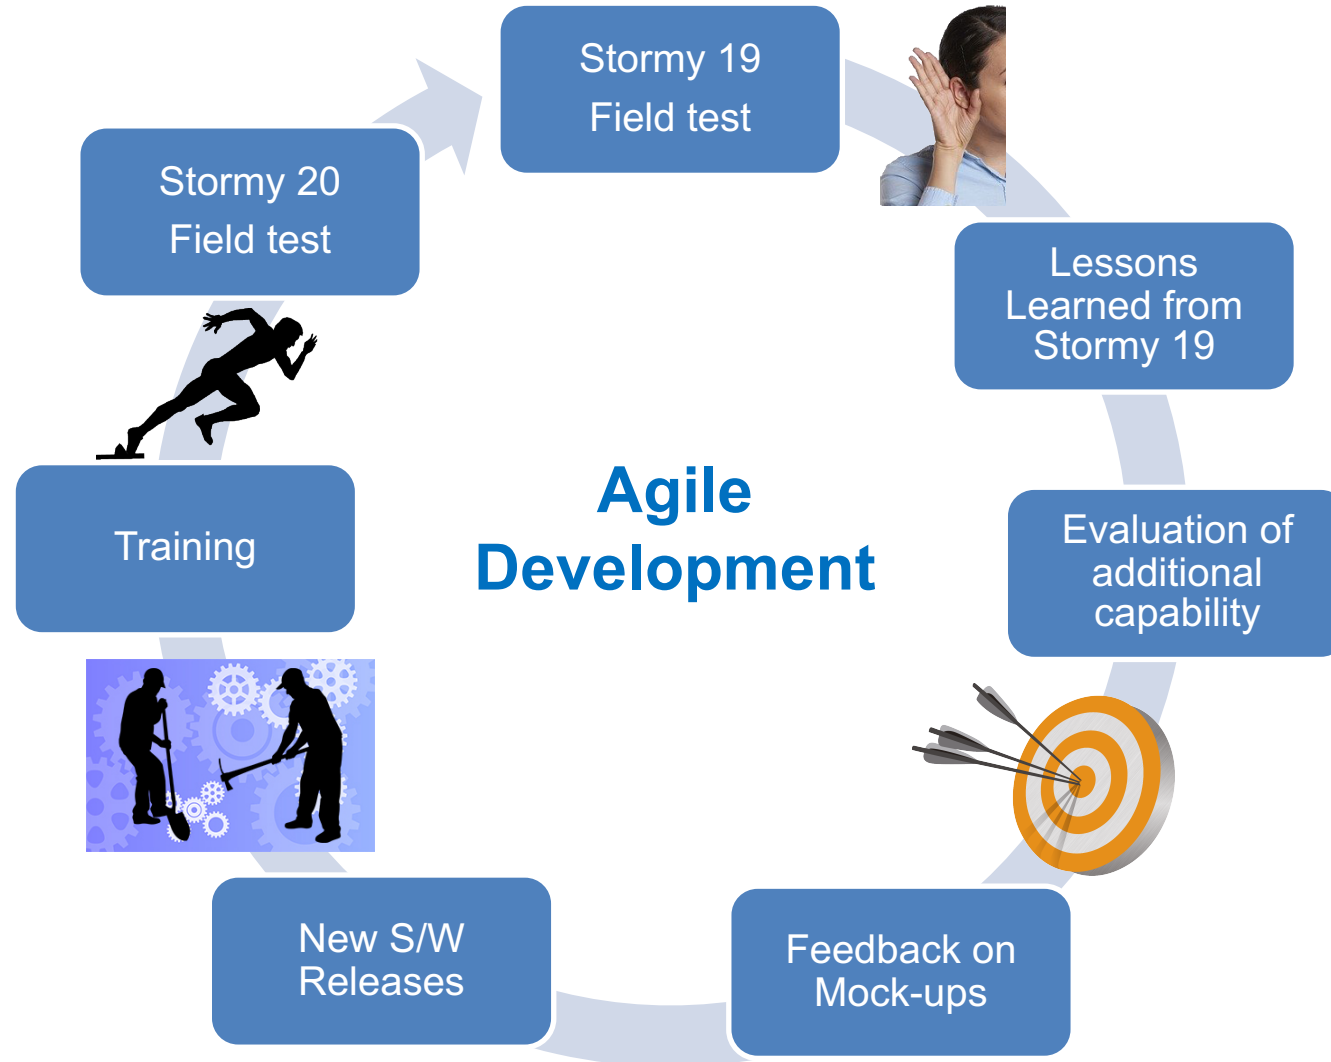 Stormy 19
Field test
Lessons
Learned from
Stormy 19
Evaluation of
additional
capability
Feedback on
Mock-ups
New S/W
Releases
Training
Stormy 20
Field test
Agile
Development